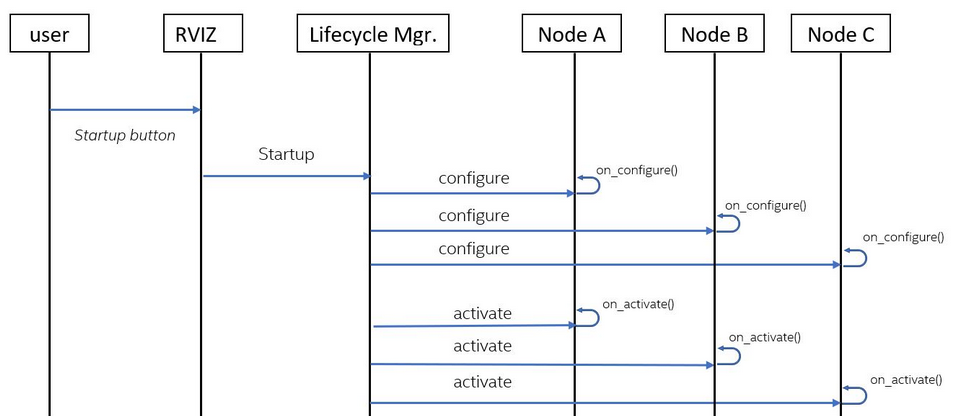 user
RVIZ
Lifecycle Mgr.
Node A
Node B
Node C
Startup button
Startup
configure
on_configure()
configure
on_configure()
configure
on_configure()
activate
on_activate()
activate
on_activate()
activate
on_activate()